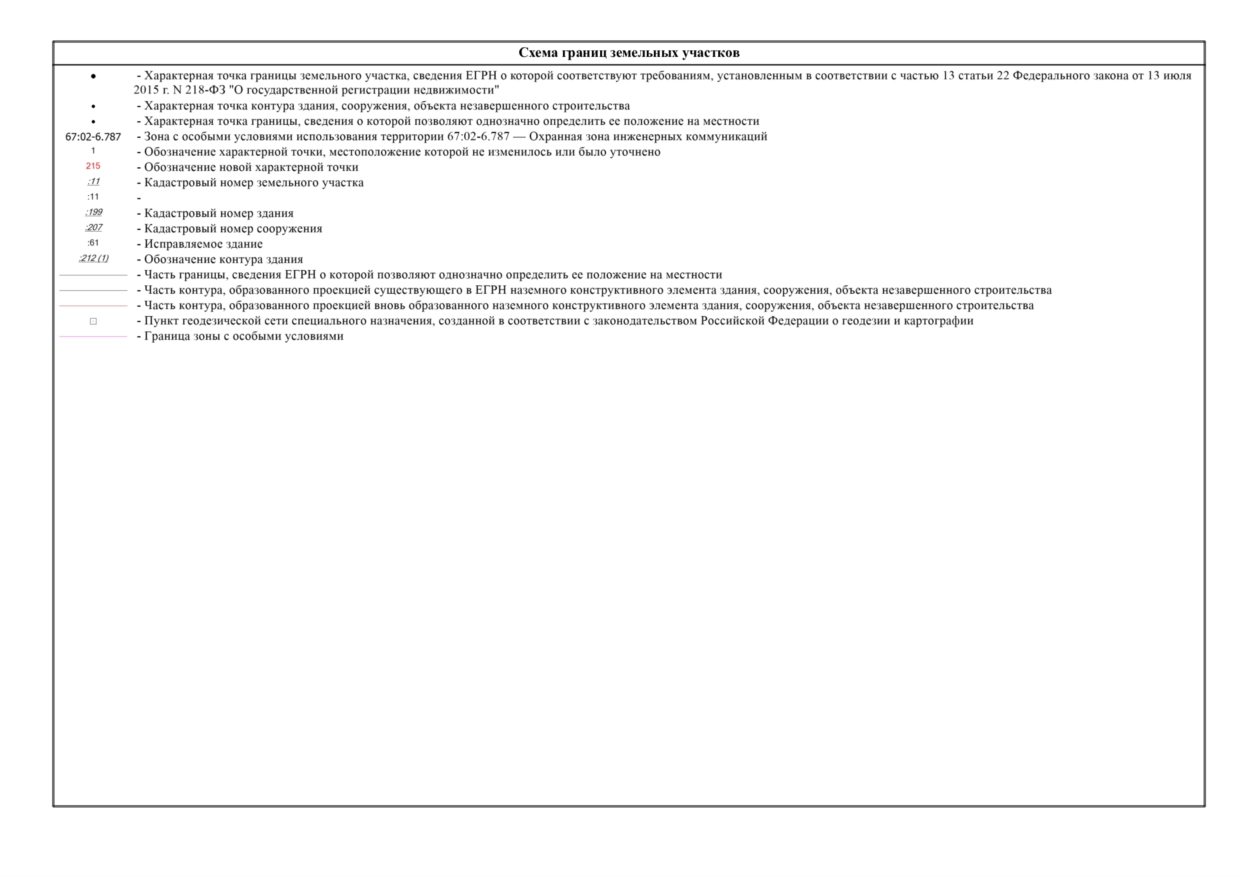 Схема границ земельных участков
- Характерная точка границы земельного участка, сведения ЕГРН о которой соответствуют требованиям, установленным в соответствии с частью 13 статьи 22 Федерального закона от 13 июля
2015 г. N 218-ФЗ "О государственной регистрации недвижимости"
- Характерная точка контура здания, сооружения, объекта незавершенного строительства
- Характерная точка границы, сведения о которой позволяют однозначно определить ее положение на местности
67:02-6.787 - Зона с особыми условиями использования территории 67:02-6.787 — Охранная зона инженерных коммуникаций
1 - Обозначение характерной точки, местоположение которой не изменилось или было уточнено
215 - Обозначение новой характерной точки
:11 - Кадастровый номер земельного участка
:11 -
:199 - Кадастровый номер здания
:207 - Кадастровый номер сооружения
:61 - Исправляемое здание
:212 (1) - Обозначение контура здания
- Часть границы, сведения ЕГРН о которой позволяют однозначно определить ее положение на местности
- Часть контура, образованного проекцией существующего в ЕГРН наземного конструктивного элемента здания, сооружения, объекта незавершенного строительства
- Часть контура, образованного проекцией вновь образованного наземного конструктивного элемента здания, сооружения, объекта незавершенного строительства
- Пункт геодезической сети специального назначения, созданной в соответствии с законодательством Российской Федерации о геодезии и картографии
- Граница зоны с особыми условиями